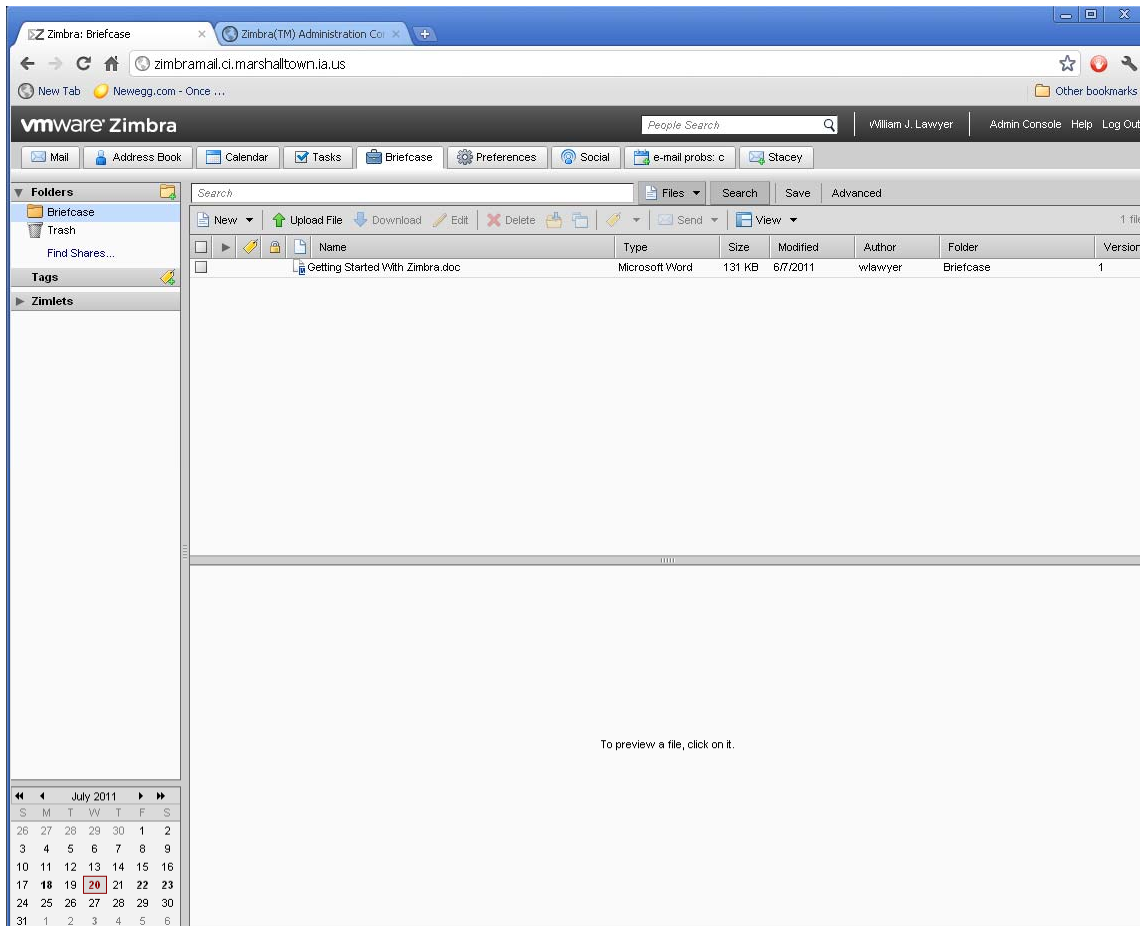 Zimbra: Briefcase
Zimbra(TM) Administration Co
zimbramail.ci.marshalltown.ia.us
New Tab Newegg.com - Once ... Other bookmarks
vmware Zimbra People Search William J. Lawyer Admin Console Help Log Out
Mail Address Book Calendar Tasks Briefcase Preferences Social e-mail probs: c Stacey
Folders
Briefcase
Trash
Find Shares...
Tags
Zimlets
Search Files Search Save Advanced
New Upload File Download Edit Delete Send View 1 file
Name Type Size Modified Author Folder Version
Getting Started With Zimbra.doc Microsoft Word 131 KB 6/7/2011 wlawyer Briefcase 1
To preview a file, click on it.
July 2011
S M T W T F S
26 27 28 29 30 1 2
3 4 5 6 7 8 9
10 11 12 13 14 15 16
17 18 19 20 21 22 23
24 25 26 27 28 29 30
31 1 2 3 4 5 6